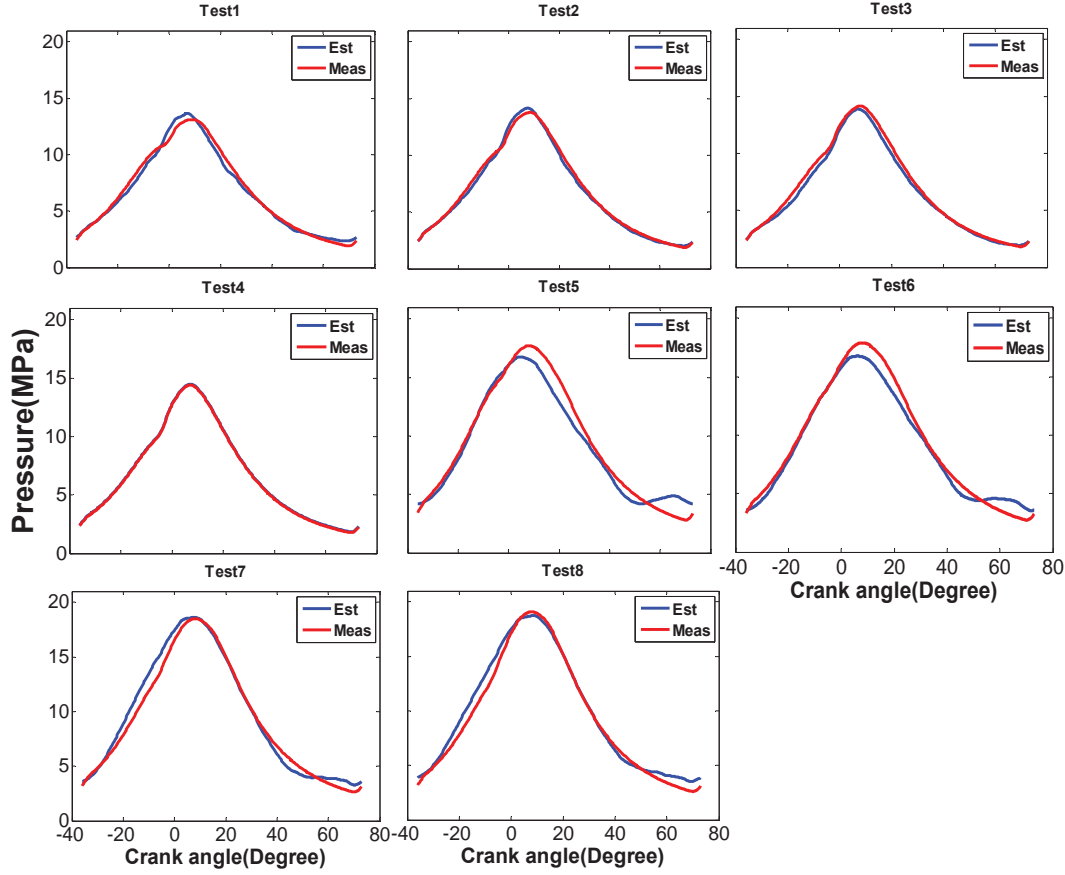 Test1
Test2
Test3
20
15
10
5
0
Est
Meas
Est
Meas
Est
Meas
Test4
Test5
Test6
Pressure(MPa)
20
15
10
5
0
Est
Meas
Est
Meas
Est
Meas
-40 -20 0 20 40 60 80
Crank angle(Degree)
Test7
Test8
20
15
10
5
0
Est
Meas
Est
Meas
-40 -20 0 20 40 60 80
-20 0 20 40 60 80
Crank angle(Degree)
Crank angle(Degree)